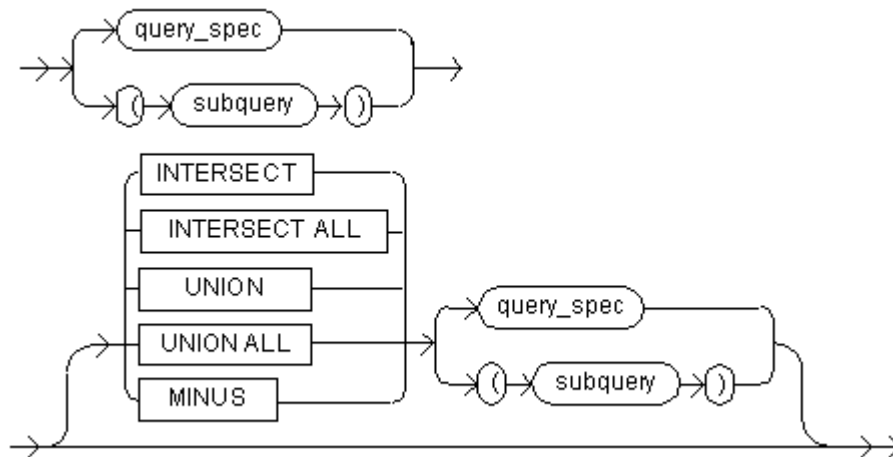 query_spec
( subquery )
INTERSECT
INTERSECT ALL
UNION
query_spec
UNION ALL
( subquery )
MINUS